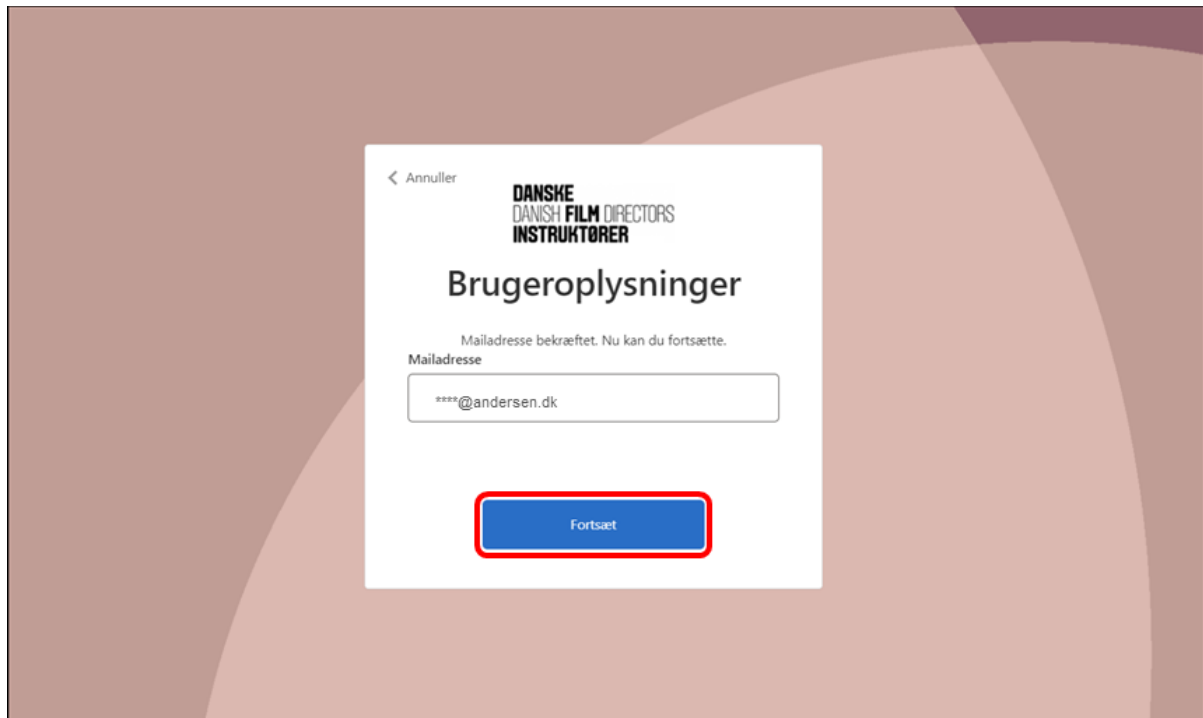 Annuller
DANSKE
DANISH FILM DIRECTORS
INSTRUKTØRER
Brugeroplysninger
Mailadresse bekræftet. Nu kan du fortsætte.
Mailadresse
****@andersen.dk
Fortsæt